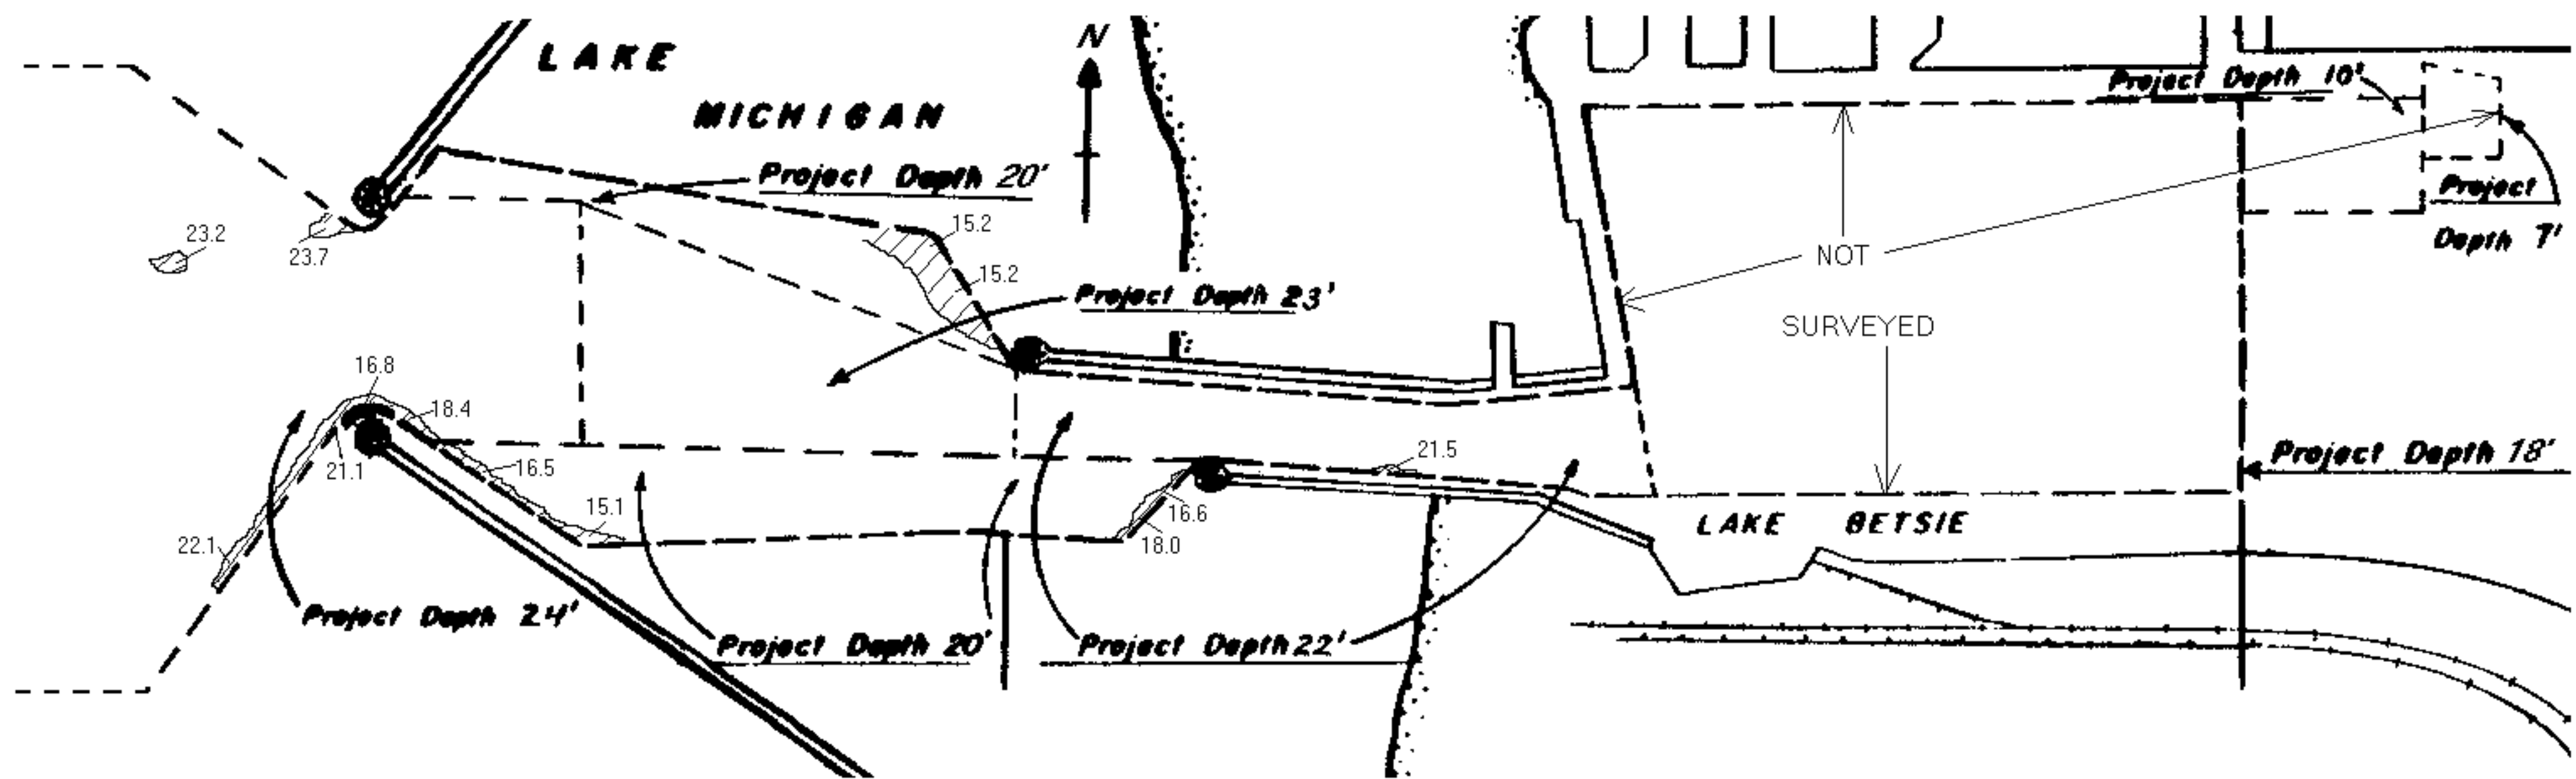 LAKE
MICHIGAN
N
Project Depth 10'
Project Depth 20'
Project
Depth 7'
15.2
23.2
23.7
15.2
NOT
Project Depth 23'
SURVEYED
16.8
18.4
21.1
16.5
21.5
Project Depth 18'
15.1
16.6
18.0
22.1
LAKE BETSIE
Project Depth 24'
Project Depth 20'
Project Depth 22'